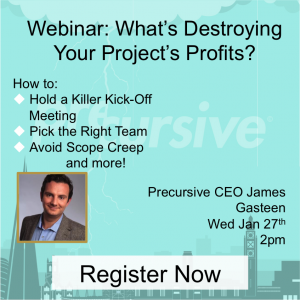 Webinar: What's Destroying
Your Project's Profits?
How to:
Hold a Killer Kick-Off
Meeting
Pick the Right Team
Avoid Scope Creep
and more!
cursive
Precursive CEO James
Gasteen
Wed Jan 27th
2pm
Register Now